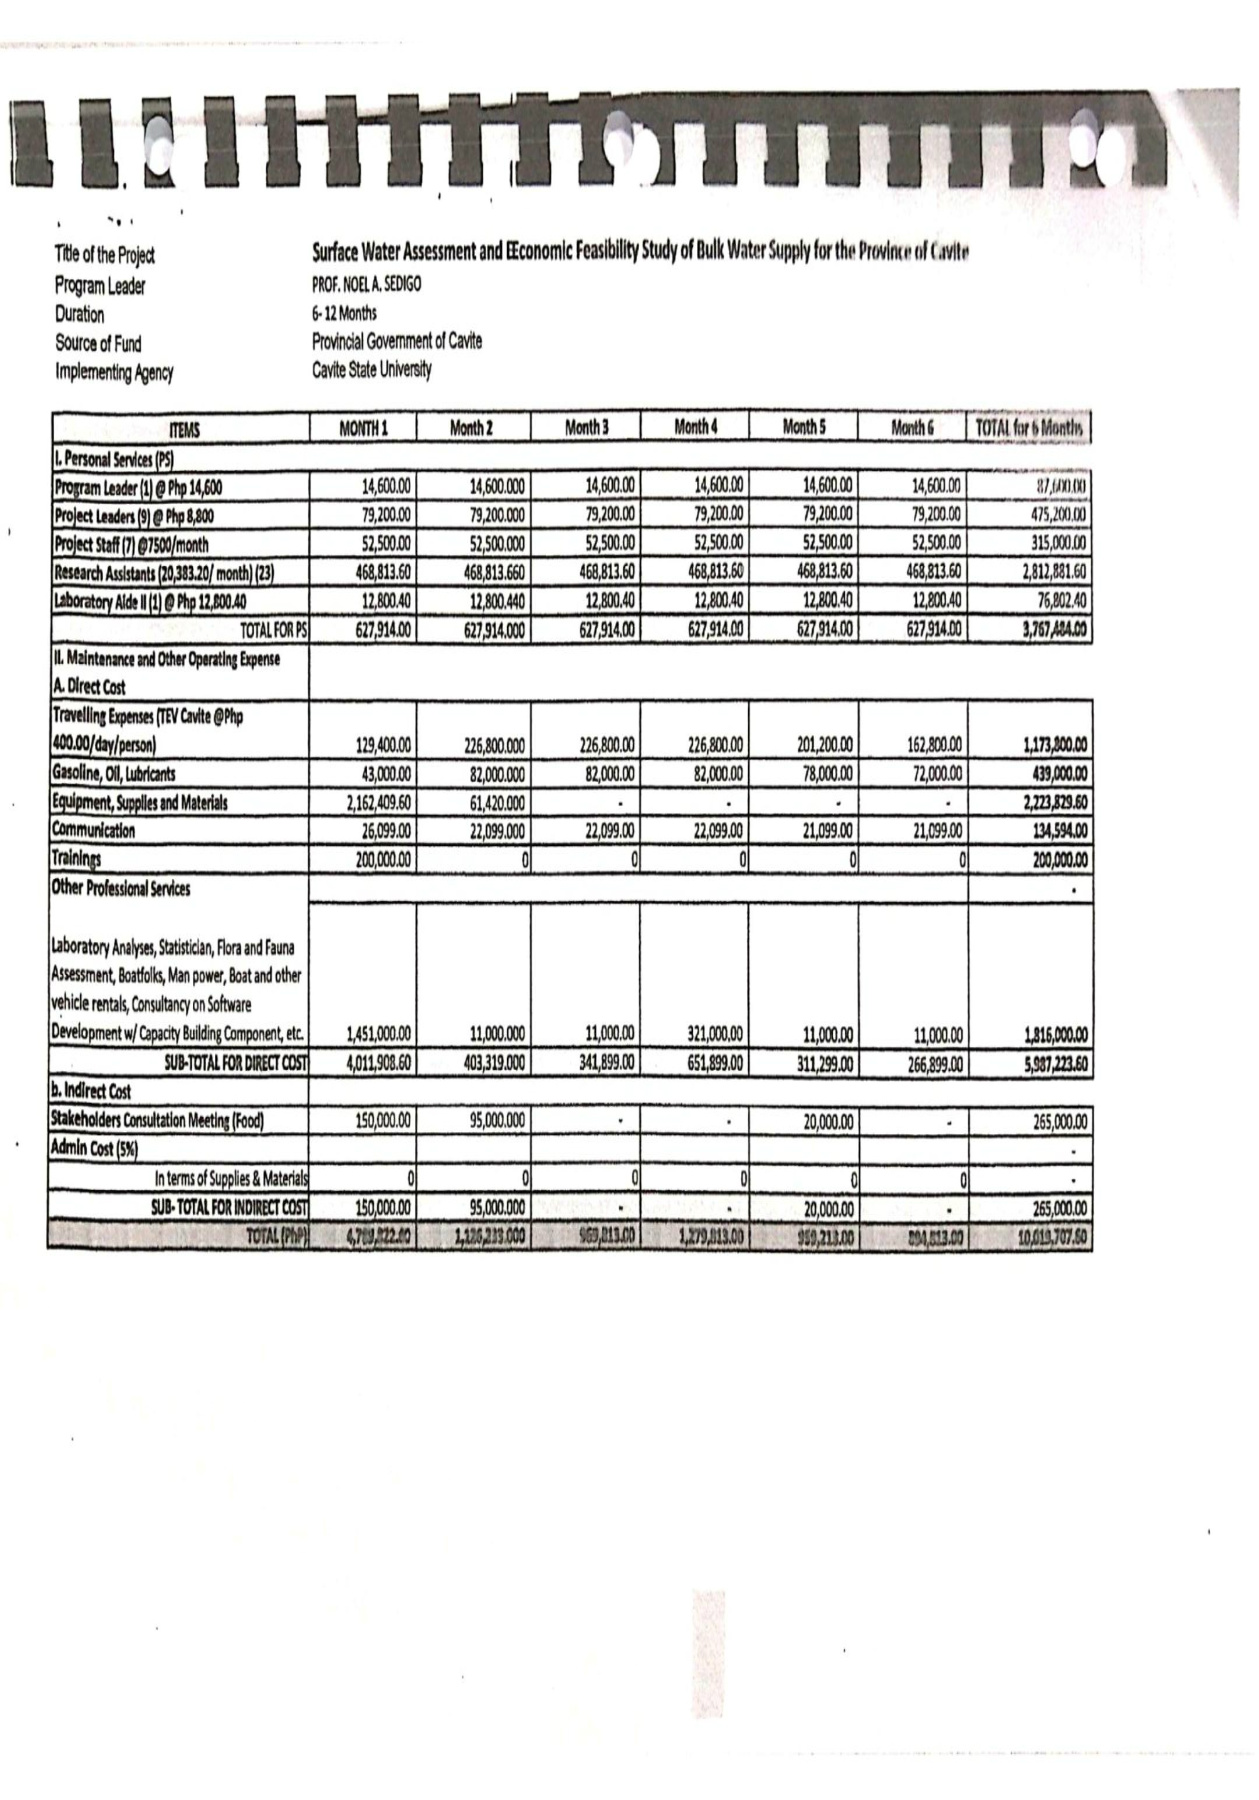 Title of the Project Surface Water Assessment and EEconomic Feasibility Study of Bulk Water Supply for the Province of Cavite
Program Leader PROF. NOEL A. SEDIGO
Duration 6- 12 Months
Source of Fund Provincial Government of Cavite
Implementing Agency Cavite State University
ITEMS MONTH 1 Month 2 Month 3 Month 4 Month 5 Month 6 TOTAL for 6 Months
I. Personal Services (PS)
Program Leader (1) @ Php 14,600 14,600.00 14,600.000 14,600.00 14,600.00 14,600.00 14,600.00 87,600.00
Project Leaders (9) @ Php 8,800 79,200.00 79,200.000 79,200.00 79,200.00 79,200.00 79,200.00 475,200.00
Project Staff (7) @7500/month 52,500.00 52,500.000 52,500.00 52,500.00 52,500.00 52,500.00 315,000.00
Research Assistants (20,383.20/ month) (23) 468,813.60 468,813.660 468,813.60 468,813.60 468,813.60 468,813.60 2,812,881.60
Laboratory Aide II (1) @ Php 12,800.40 12,800.40 12,800.440 12,800.40 12,800.40 12,800.40 12,800.40 76,802.40
TOTAL FOR PS 627,914.00 627,914.000 627,914.00 627,914.00 627,914.00 627,914.00 3,767,484.00
II. Maintenance and Other Operating Expense
A. Direct Cost
Travelling Expenses (TEV Cavite @Php
400.00/day/person) 129,400.00 226,800.000 226,800.00 226,800.00 201,200.00 162,800.00 1,173,800.00
Gasoline, Oil, Lubricants 43,000.00 82,000.000 82,000.00 82,000.00 78,000.00 72,000.00 439,000.00
Equipment, Supplies and Materials 2,162,409.60 61,420.000 - - - - 2,223,829.60
Communication 26,099.00 22,099.000 22,099.00 22,099.00 21,099.00 21,099.00 134,594.00
Trainings 200,000.00 0 0 0 0 0 200,000.00
Other Professional Services -
Laboratory Analyses, Statistician, Flora and Fauna
Assessment, Boatfolks, Man power, Boat and other
vehicle rentals, Consultancy on Software
Development w/ Capacity Building Component, etc. 1,451,000.00 11,000.000 11,000.00 321,000.00 11,000.00 11,000.00 1,816,000.00
SUB-TOTAL FOR DIRECT COST 4,011,908.60 403,319.000 341,899.00 651,899.00 311,299.00 266,899.00 5,987,223.60
b. Indirect Cost
Stakeholders Consultation Meeting (Food) 150,000.00 95,000.000 - - 20,000.00 - 265,000.00
Admin Cost (5%) -
In terms of Supplies & Materials 0 0 0 0 0 0 -
SUB- TOTAL FOR INDIRECT COST 150,000.00 95,000.000 - - 20,000.00 - 265,000.00
TOTAL (PhP) 1,126,233.000 969,813.00 1,279,813.00 959,213.00 894,813.00 10,019,707.60